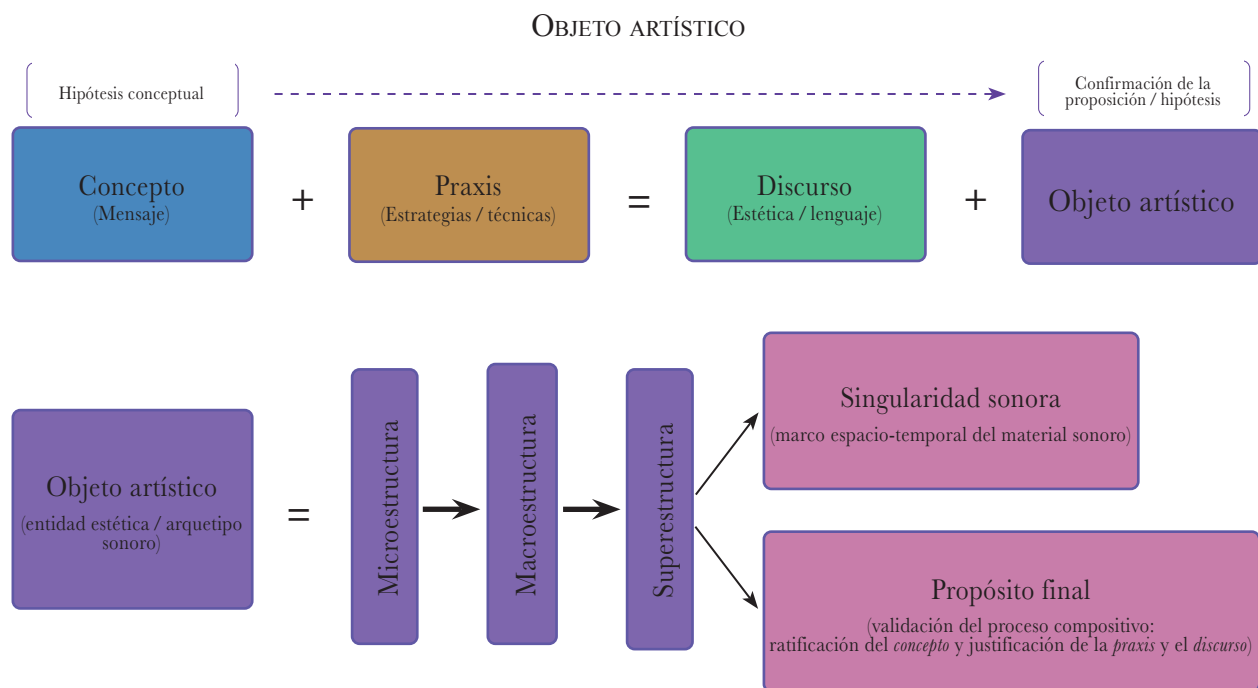 Objeto artístico
Hipótesis conceptual
Confirmación de la
proposición / hipótesis
Concepto
(Mensaje)
+
Praxis
(Estrategias / técnicas)
=
Discurso
(Estética / lenguaje)
+
Objeto artístico
Objeto artístico
(entidad estética / arquetipo
sonoro)
=
Microestructura
Macroestructura
Superestructura
Singularidad sonora
(marco espacio-temporal del material sonoro)
Propósito final
(validación del proceso compositivo:
ratificación del concepto y justificación de la praxis y el discurso)